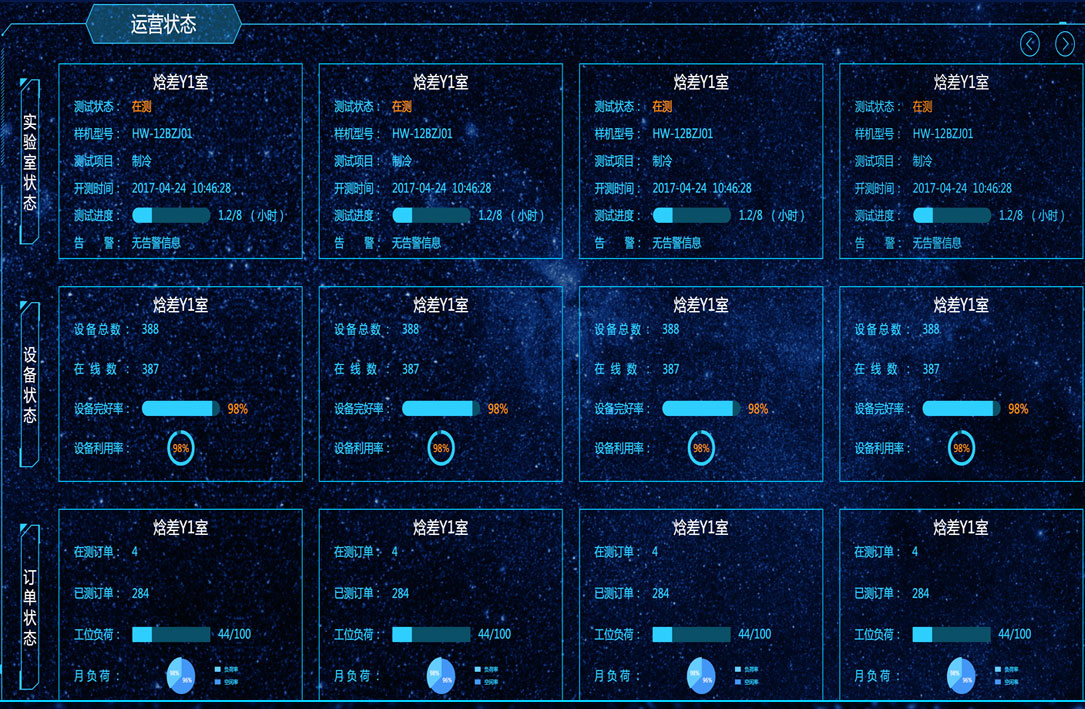 运营状态
实验室状态
焓差Y1室 焓差Y1室 焓差Y1室 焓差Y1室
测试状态： 在测 测试状态： 在测 测试状态： 在测 测试状态： 在测
样机型号： HW-12BZJ01 样机型号： HW-12BZJ01 样机型号： HW-12BZJ01 样机型号： HW-12BZJ01
测试项目： 制冷 测试项目： 制冷 测试项目： 制冷 测试项目： 制冷
开测时间： 2017-04-24 10:46:28 开测时间： 2017-04-24 10:46:28 开测时间： 2017-04-24 10:46:28 开测时间： 2017-04-24 10:46:28
测试进度： 1.2/8 （小时） 测试进度： 1.2/8 （小时） 测试进度： 1.2/8 （小时） 测试进度： 1.2/8 （小时）
告 警： 无告警信息 告 警： 无告警信息 告 警： 无告警信息 告 警： 无告警信息
设备状态
焓差Y1室 焓差Y1室 焓差Y1室 焓差Y1室
设备总数： 388 设备总数： 388 设备总数： 388 设备总数： 388
在线数： 387 在线数： 387 在线数： 387 在线数： 387
设备完好率： 98% 设备完好率： 98% 设备完好率： 98% 设备完好率： 98%
设备利用率： 98% 设备利用率： 98% 设备利用率： 98% 设备利用率： 98%
订单状态
焓差Y1室 焓差Y1室 焓差Y1室 焓差Y1室
在测订单： 4 在测订单： 4 在测订单： 4 在测订单： 4
已测订单： 284 已测订单： 284 已测订单： 284 已测订单： 284
工位负荷： 44/100 工位负荷： 44/100 工位负荷： 44/100 工位负荷： 44/100
月负荷： 98% 96% 负荷率 月负荷： 98% 96% 负荷率 月负荷： 98% 96% 负荷率 月负荷： 98% 96% 负荷率
空闲率 空闲率 空闲率 空闲率